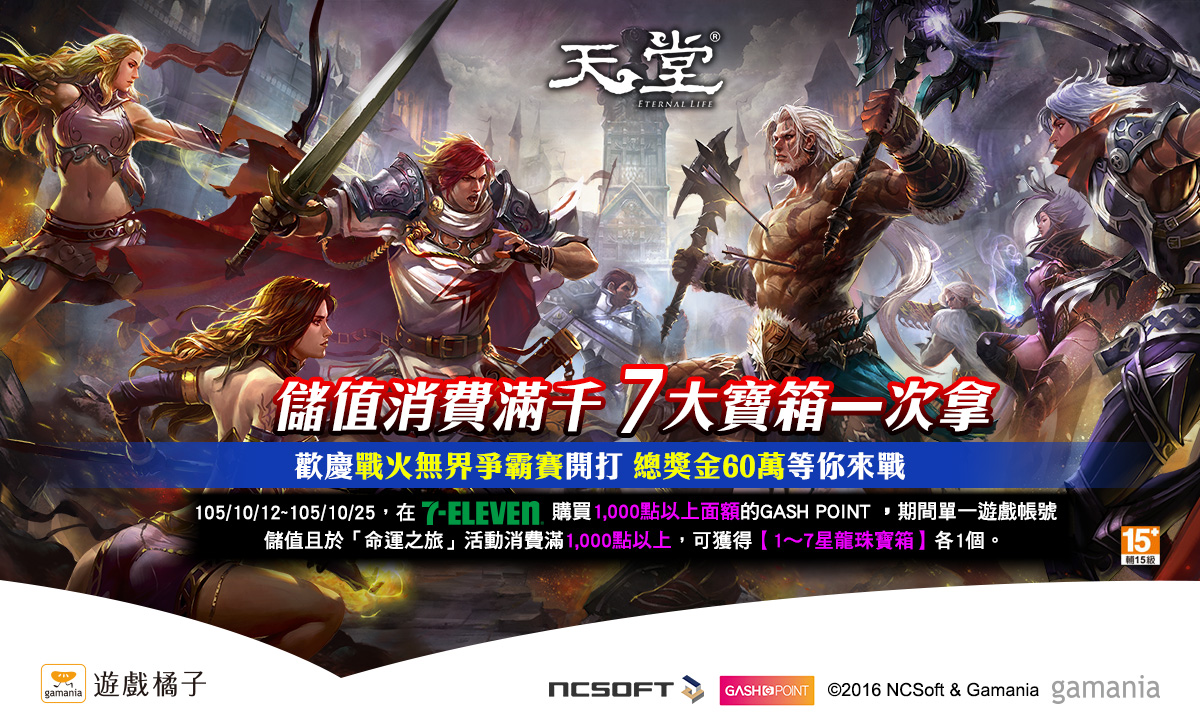 天堂®
ETERNAL LIFE
儲值消費滿千 7大寶箱一次拿
歡慶戰火無界爭霸賽開打 總獎金60萬等你來戰
105/10/12~105/10/25，在 7-ELEVEn 購買1,000點以上面額的GASH POINT ，期間單一遊戲帳號
儲值且於「命運之旅」活動消費滿1,000點以上，可獲得【1～7星龍珠寶箱】各1個。
15+
輔15級
gamania 遊戲橘子
NCSOFT GASH POINT ©2016 NCSoft & Gamania gamania